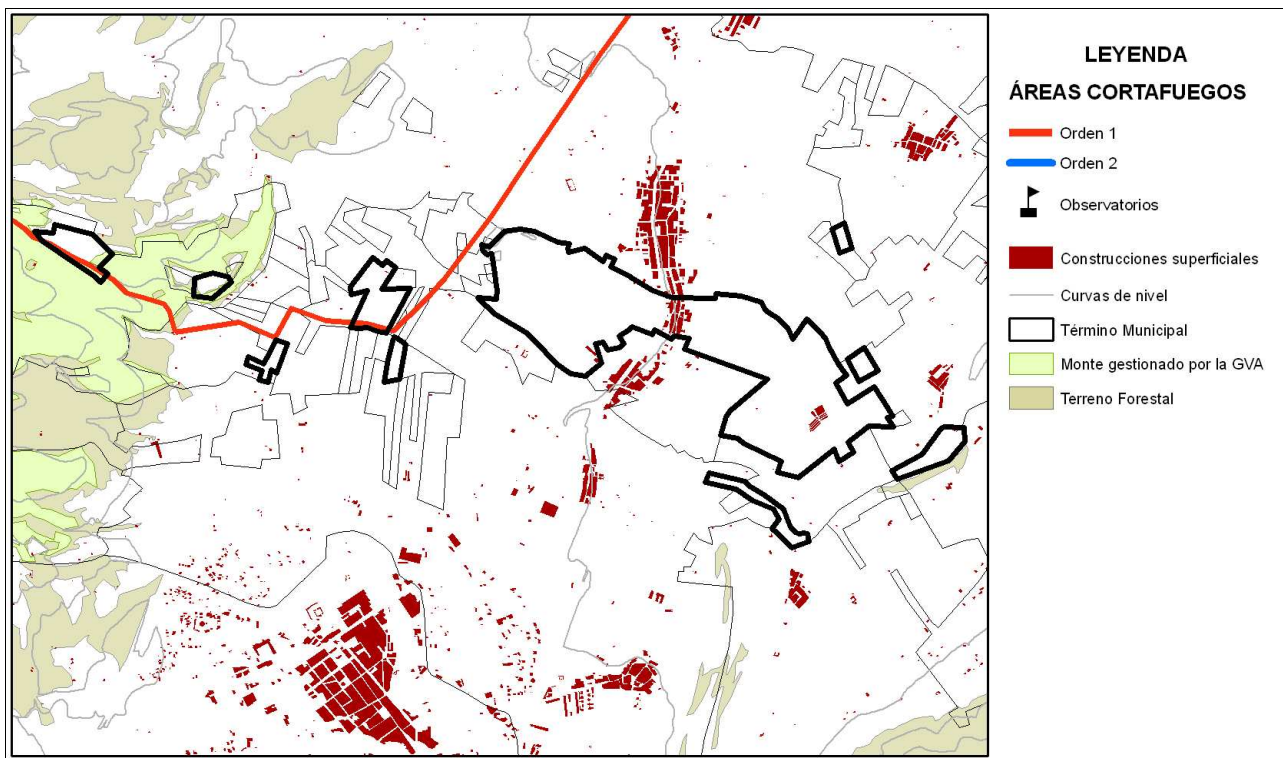 LEYENDA
ÁREAS CORTAFUEGOS
Orden 1
Orden 2
Observatorios
Construcciones superficiales
Curvas de nivel
Término Municipal
Monte gestionado por la GVA
Terreno Forestal